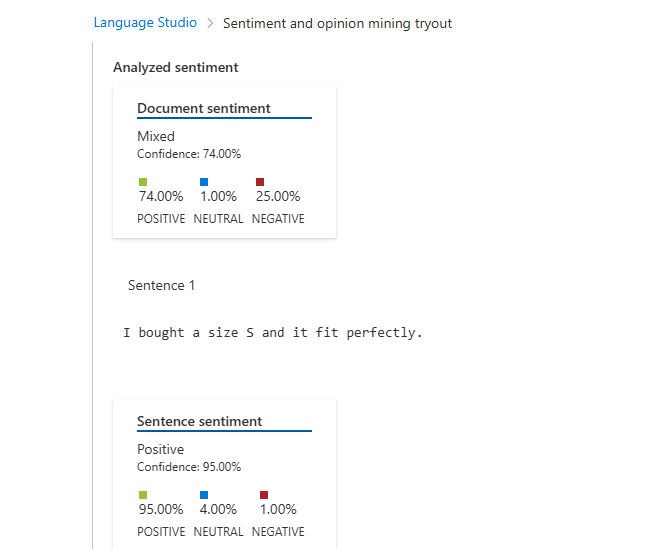 Language Studio > Sentiment and opinion mining tryout
Analyzed sentiment
Document sentiment
Mixed
Confidence: 74.00%
74.00% 1.00% 25.00%
POSITIVE NEUTRAL NEGATIVE
Sentence 1
I bought a size S and it fit perfectly.
Sentence sentiment
Positive
Confidence: 95.00%
95.00% 4.00% 1.00%
POSITIVE NEUTRAL NEGATIVE